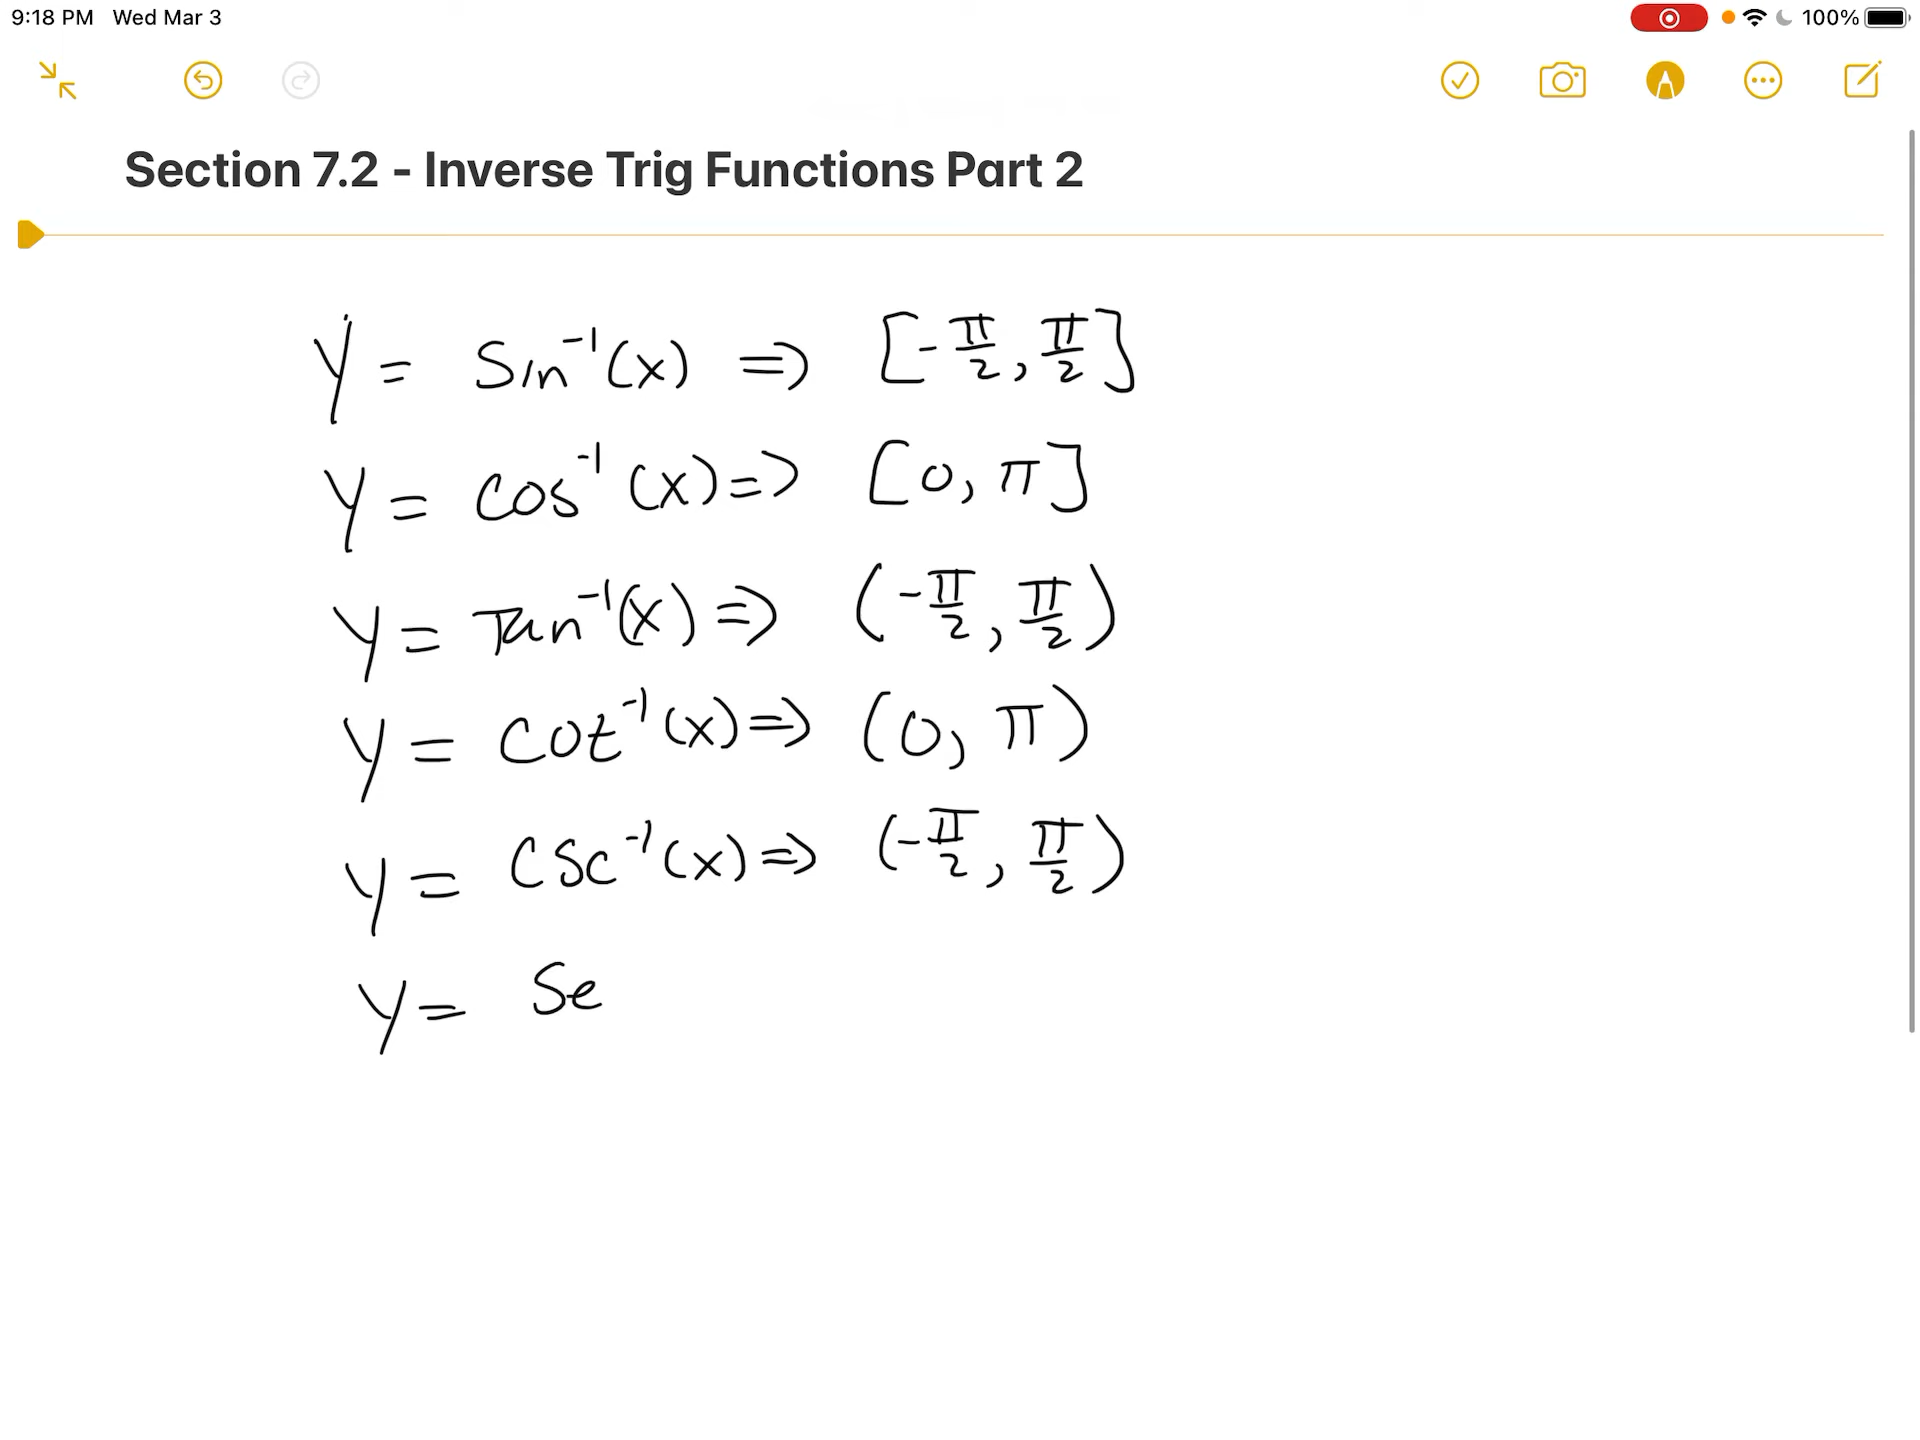 9:18 PM Wed Mar 3 100%
Section 7.2 - Inverse Trig Functions Part 2
y = Sin⁻¹(x) => [-π/2, π/2]
y = cos⁻¹(x) => [0, π]
y = Tan⁻¹(x) => (-π/2, π/2)
y = cot⁻¹(x) => (0, π)
y = csc⁻¹(x) => (-π/2, π/2)
y = Se